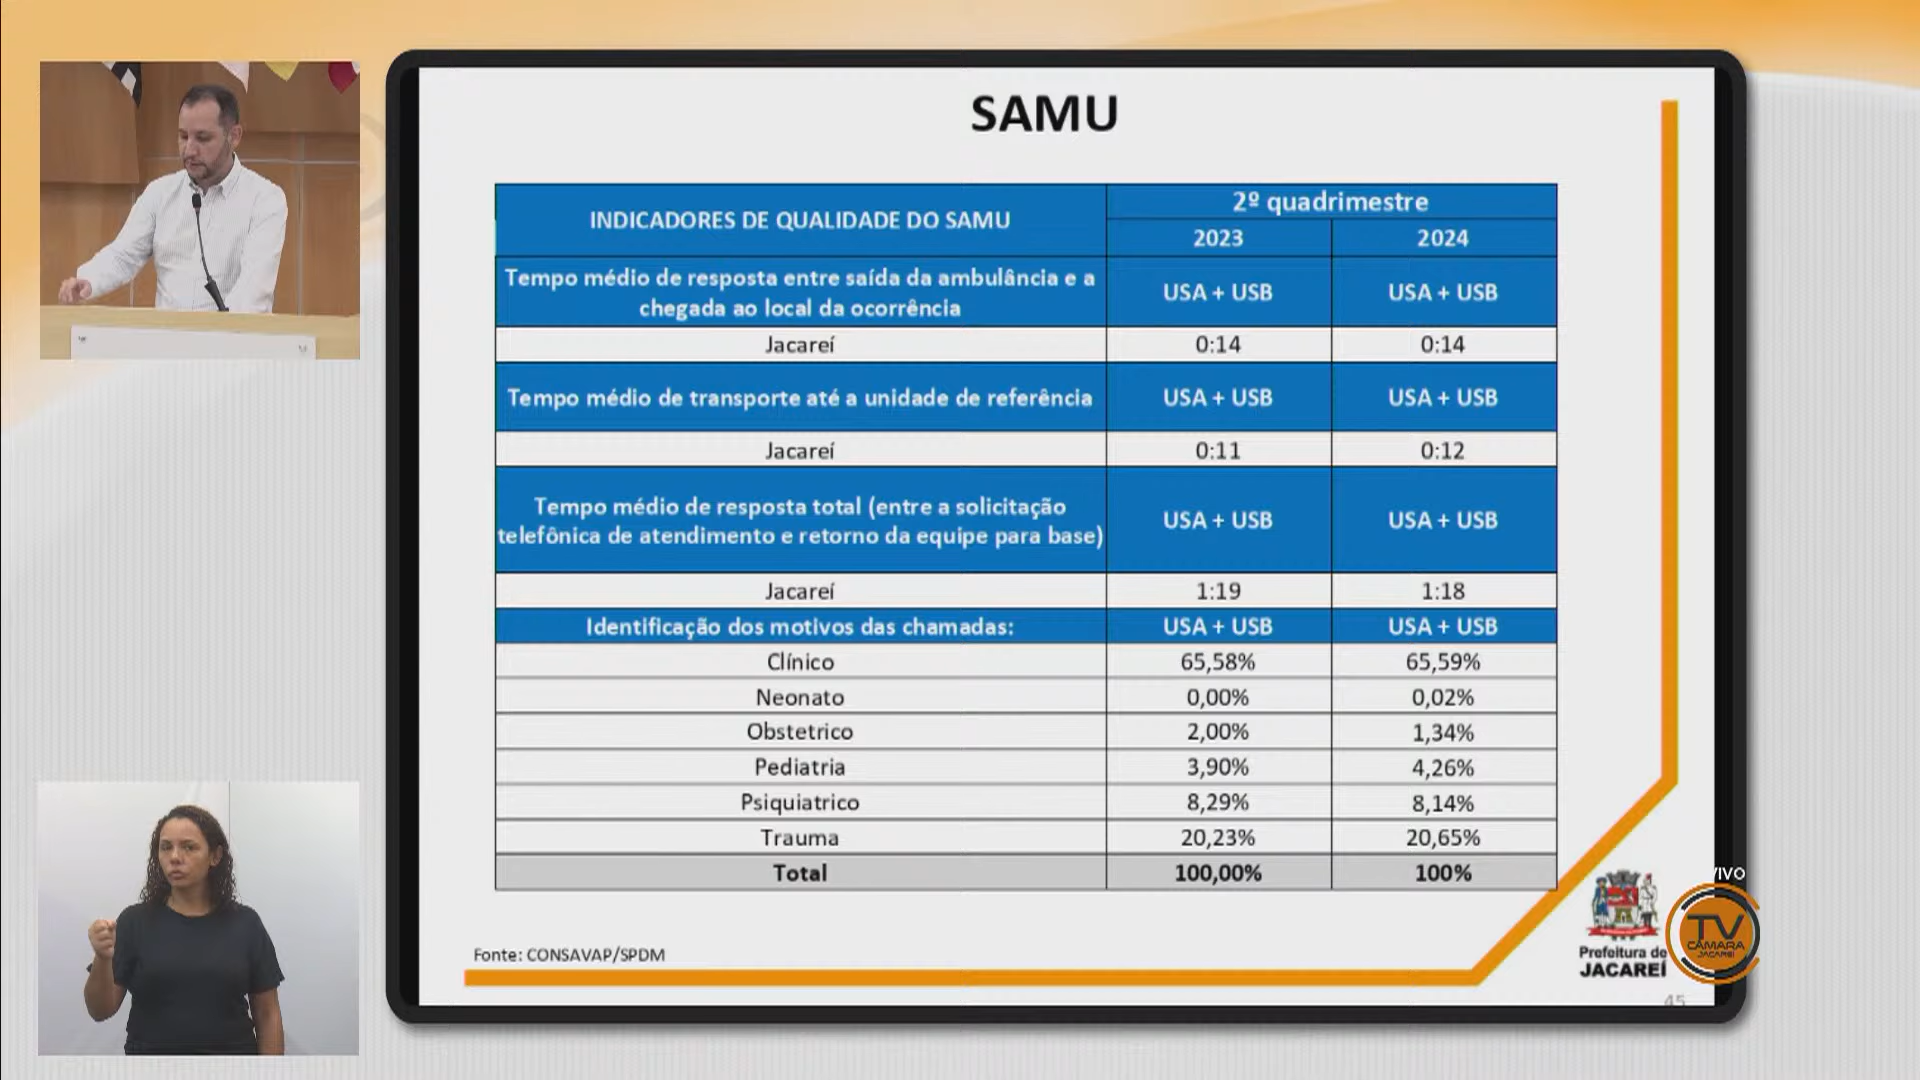 SAMU
INDICADORES DE QUALIDADE DO SAMU
2º quadrimestre
2023 2024
Tempo médio de resposta entre saída da ambulância e a
chegada ao local da ocorrência
USA + USB USA + USB
Jacareí 0:14 0:14
Tempo médio de transporte até a unidade de referência USA + USB USA + USB
Jacareí 0:11 0:12
Tempo médio de resposta total (entre a solicitação
telefônica de atendimento e retorno da equipe para base)
USA + USB USA + USB
Jacareí 1:19 1:18
Identificação dos motivos das chamadas: USA + USB USA + USB
Clínico 65,58% 65,59%
Neonato 0,00% 0,02%
Obstetrico 2,00% 1,34%
Pediatria 3,90% 4,26%
Psiquiatrico 8,29% 8,14%
Trauma 20,23% 20,65%
Total 100,00% 100%
Fonte: CONSAVAP/SPDM
Prefeitura de
JACAREÍ
VIVO
TV
CÂMARA
JACAREÍ
45